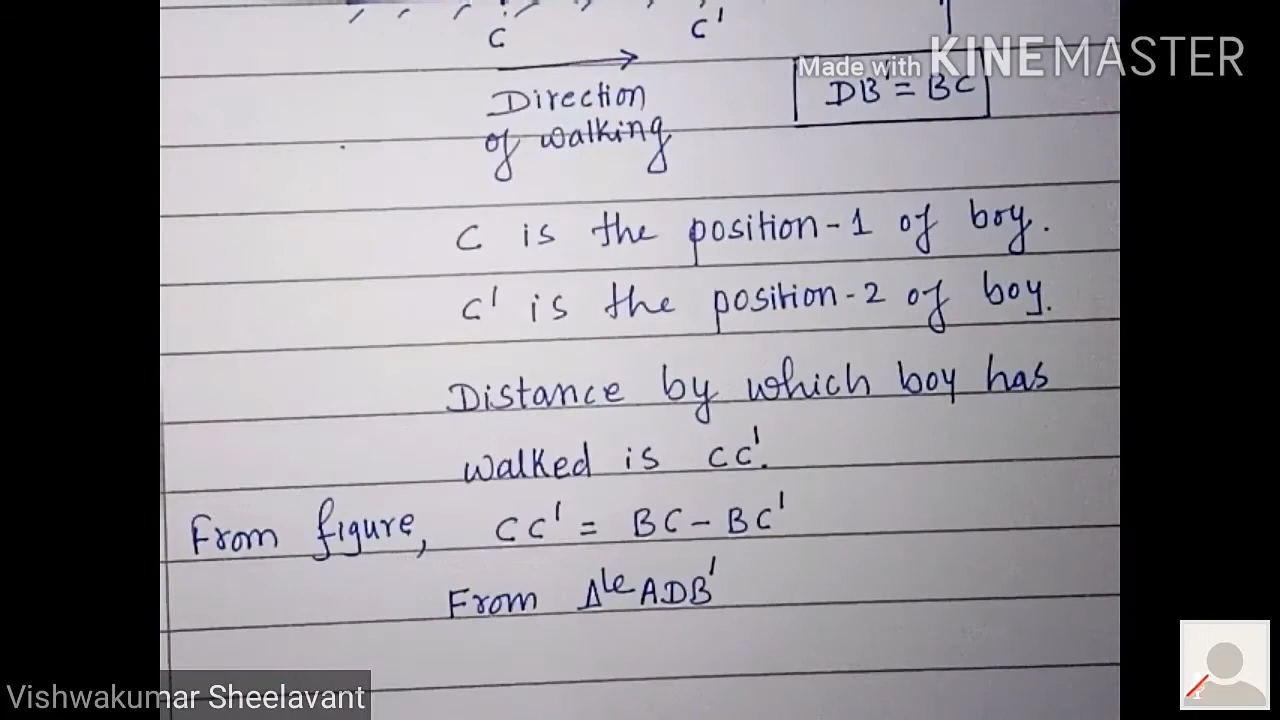 C C'
Made with KINEMASTER
Direction
of walking
DB' = BC
C is the position-1 of boy.
C' is the position-2 of boy.
Distance by which boy has
walked is CC'.
From figure, CC' = BC - BC'
From Δle ADB'
Vishwakumar Sheelavant